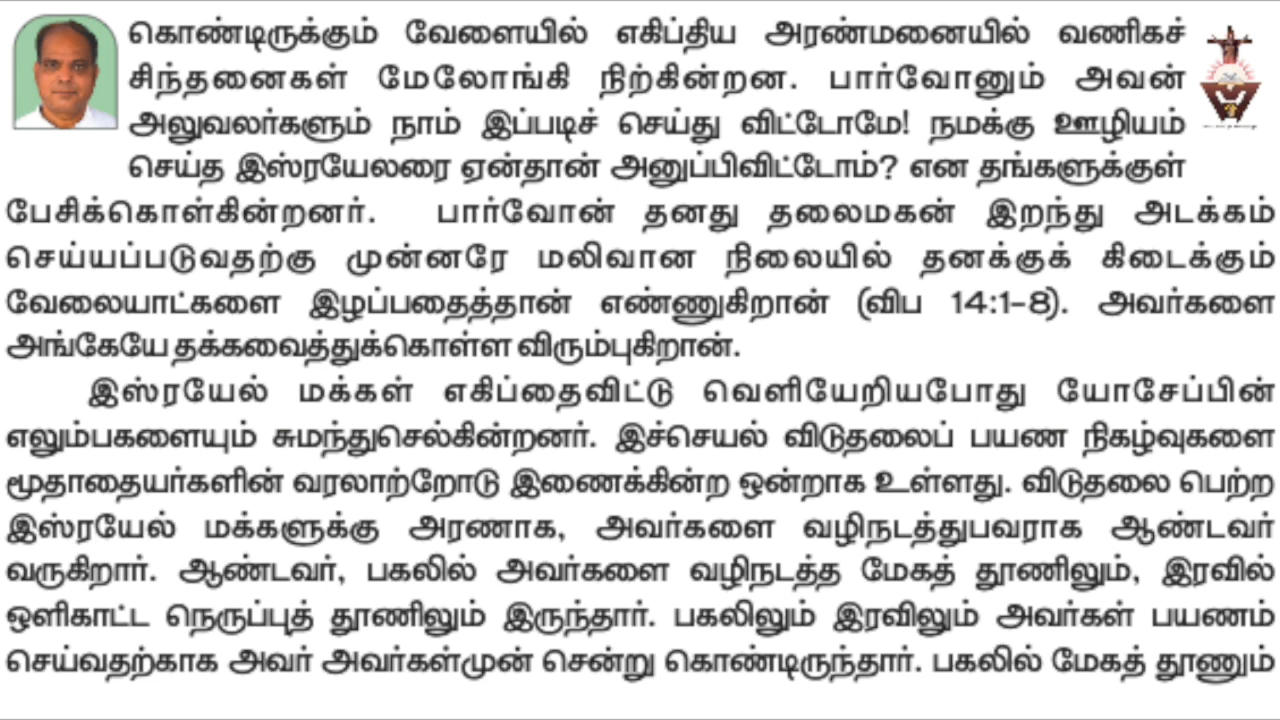 கொண்டிருக்கும் வேளையில் எகிப்திய அரண்மனையில் வணிகச்
சிந்தனைகள் மேலோங்கி நிற்கின்றன. பார்வோனும் அவன்
அலுவலர்களும் நாம் இப்படிச் செய்து விட்டோமே! நமக்கு ஊழியம்
செய்த இஸ்ரயேலரை ஏன்தான் அனுப்பிவிட்டோம்? என தங்களுக்குள்
பேசிக்கொள்கின்றனர். பார்வோன் தனது தலைமகன் இறந்து அடக்கம்
செய்யப்படுவதற்கு முன்னரே மலிவான நிலையில் தனக்குக் கிடைக்கும்
வேலையாட்களை இழப்பதைத்தான் எண்ணுகிறான் (விப 14:1-8). அவர்களை
அங்கேயே தக்கவைத்துக்கொள்ள விரும்புகிறான்.
இஸ்ரயேல் மக்கள் எகிப்தைவிட்டு வெளியேறியபோது யோசேப்பின்
எலும்பகளையும் சுமந்துசெல்கின்றனர். இச்செயல் விடுதலைப் பயண நிகழ்வுகளை
மூதாதையர்களின் வரலாற்றோடு இணைக்கின்ற ஒன்றாக உள்ளது. விடுதலை பெற்ற
இஸ்ரயேல் மக்களுக்கு அரணாக, அவர்களை வழிநடத்துபவராக ஆண்டவர்
வருகிறார். ஆண்டவர், பகலில் அவர்களை வழிநடத்த மேகத் தூணிலும், இரவில்
ஒளிகாட்ட நெருப்புத் தூணிலும் இருந்தார். பகலிலும் இரவிலும் அவர்கள் பயணம்
செய்வதற்காக அவர் அவர்கள்முன் சென்று கொண்டிருந்தார். பகலில் மேகத் தூணும்